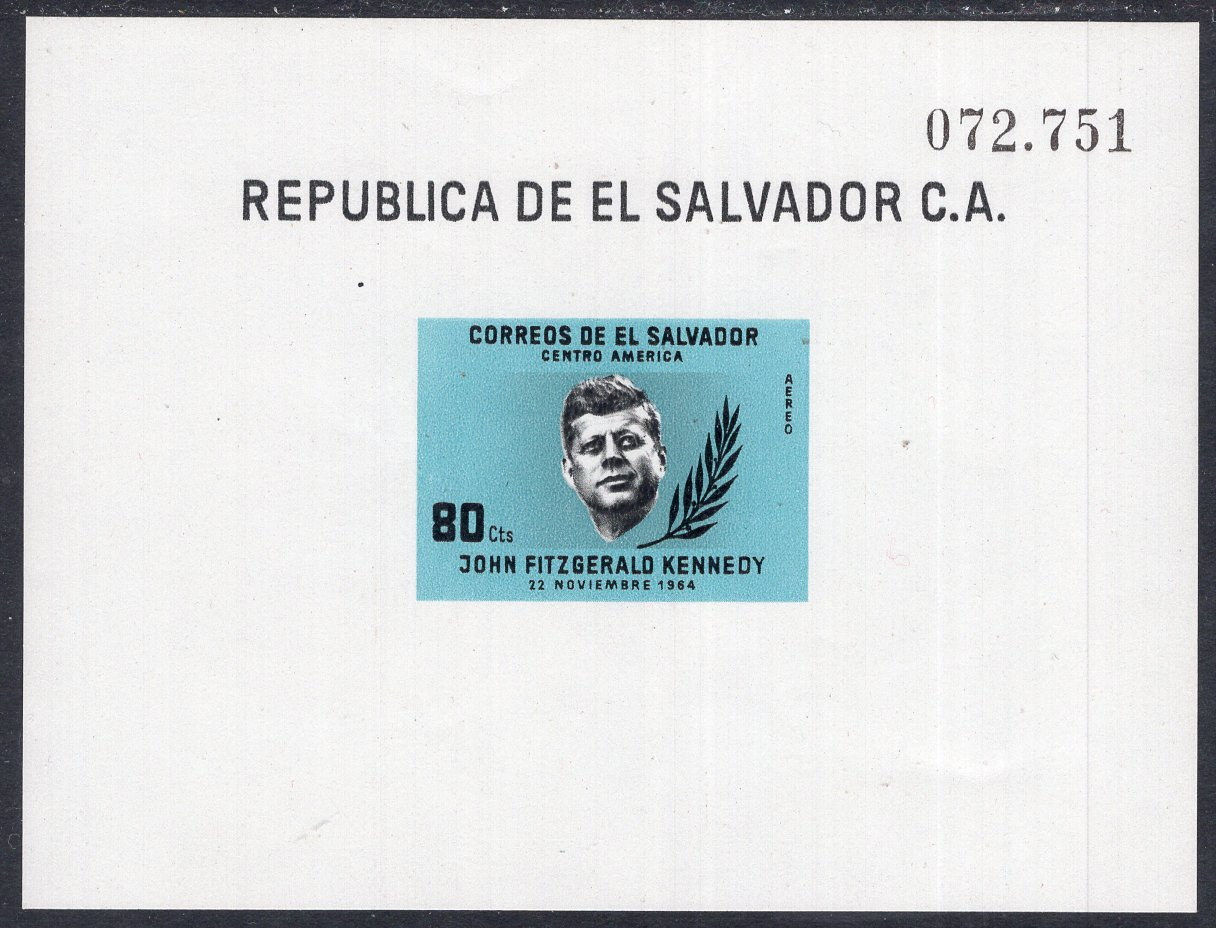 072.751
REPUBLICA DE EL SALVADOR C.A.
CORREOS DE EL SALVADOR
CENTRO AMERICA
AEREO
80 Cts
JOHN FITZGERALD KENNEDY
22 NOVIEMBRE 1964